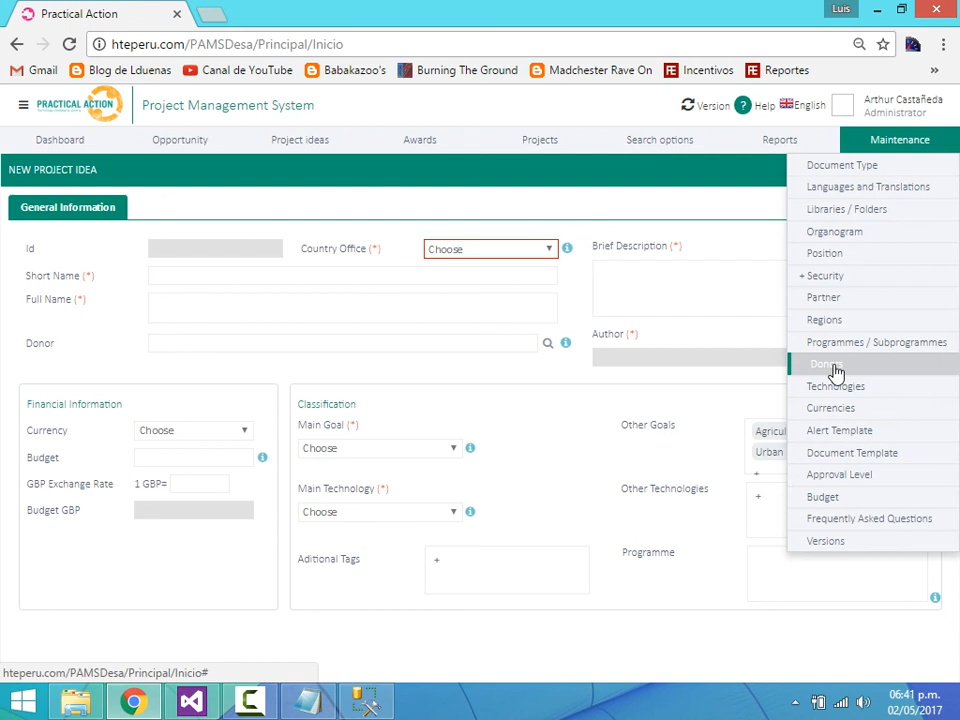 Practical Action
Luis
hteperu.com/PAMSDesa/Principal/Inicio
Gmail
Blog de Lduenas
Canal de YouTube
Babakazoo's
Burning The Ground
Madchester Rave On
Incentivos
Reportes
»
PRACTICAL ACTION
Project Management System
Version
Help
English
Arthur Castañeda
Administrator
Dashboard
Opportunity
Project ideas
Awards
Projects
Search options
Reports
Maintenance
NEW PROJECT IDEA
General Information
Id
Country Office (*)
Choose
Brief Description (*)
Short Name (*)
Full Name (*)
Donor
Author (*)
Financial Information
Currency
Choose
Budget
GBP Exchange Rate
1 GBP=
Budget GBP
Classification
Main Goal (*)
Choose
Other Goals
Agricul
Urban
+
Main Technology (*)
Choose
Other Technologies
+
Aditional Tags
+
Programme
Document Type
Languages and Translations
Libraries / Folders
Organogram
Position
+ Security
Partner
Regions
Programmes / Subprogrammes
Donors
Technologies
Currencies
Alert Template
Document Template
Approval Level
Budget
Frequently Asked Questions
Versions
hteperu.com/PAMSDesa/Principal/Inicio#
06:41 p.m.
02/05/2017